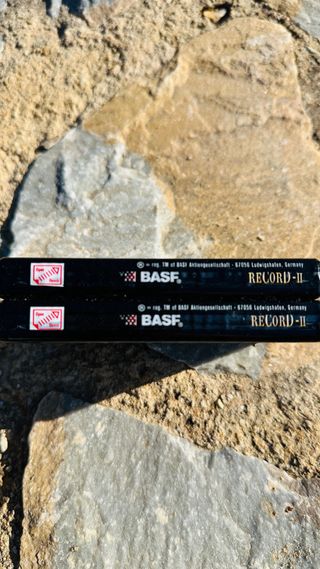 ® = reg. TM of BASF Aktiengesellschaft · 67056 Ludwigshafen, Germany
BASF® RECORD-II
® = reg. TM of BASF Aktiengesellschaft · 67056 Ludwigshafen, Germany
BASF® RECORD-II